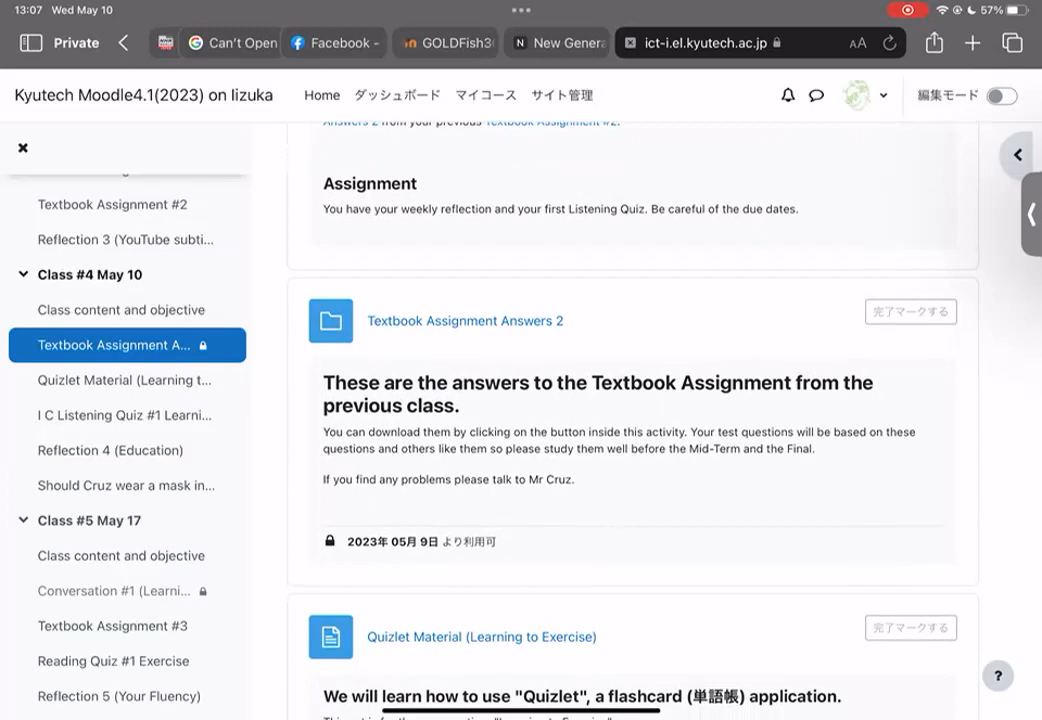 13:07 Wed May 10
57%
Private
Can't Open
Facebook -
GOLDFish3
New Genera
ict-i.el.kyutech.ac.jp
AA
Kyutech Moodle4.1(2023) on Iizuka
Home ダッシュボード マイコース サイト管理
編集モード
Textbook Assignment #2
Reflection 3 (YouTube subti...
Class #4 May 10
Class content and objective
Textbook Assignment A...
Quizlet Material (Learning t...
I C Listening Quiz #1 Learni...
Reflection 4 (Education)
Should Cruz wear a mask in...
Class #5 May 17
Class content and objective
Conversation #1 (Learni...
Textbook Assignment #3
Reading Quiz #1 Exercise
Reflection 5 (Your Fluency)
Answers 2 from your previous Textbook Assignment #2.
Assignment
You have your weekly reflection and your first Listening Quiz. Be careful of the due dates.
Textbook Assignment Answers 2
完了マークする
These are the answers to the Textbook Assignment from the
previous class.
You can download them by clicking on the button inside this activity. Your test questions will be based on these
questions and others like them so please study them well before the Mid-Term and the Final.
If you find any problems please talk to Mr Cruz.
2023年 05月 9日 より利用可
Quizlet Material (Learning to Exercise)
完了マークする
We will learn how to use "Quizlet", a flashcard (単語帳) application.
?